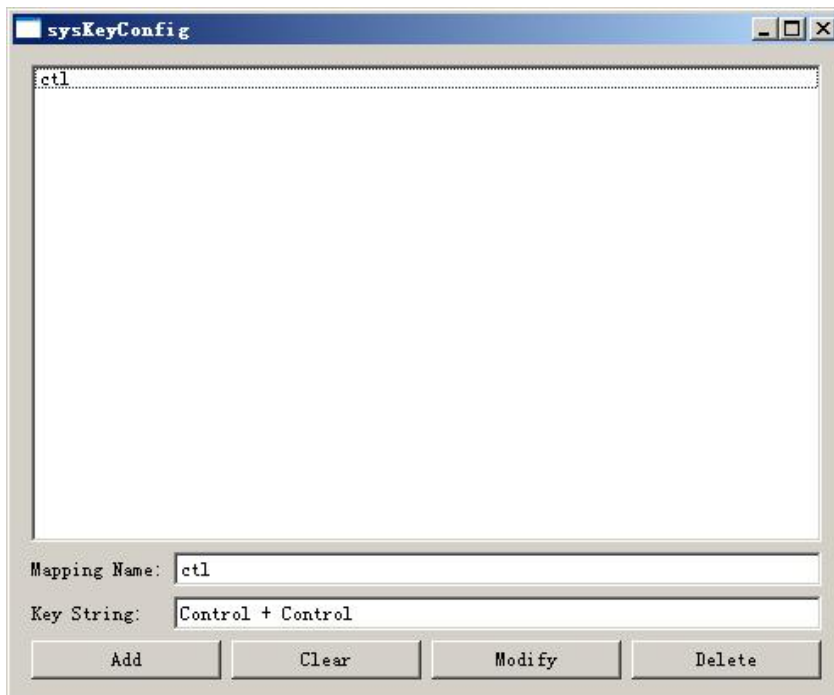 sysKeyConfig
ctl
Mapping Name: ctl
Key String: Control + Control
Add Clear Modify Delete